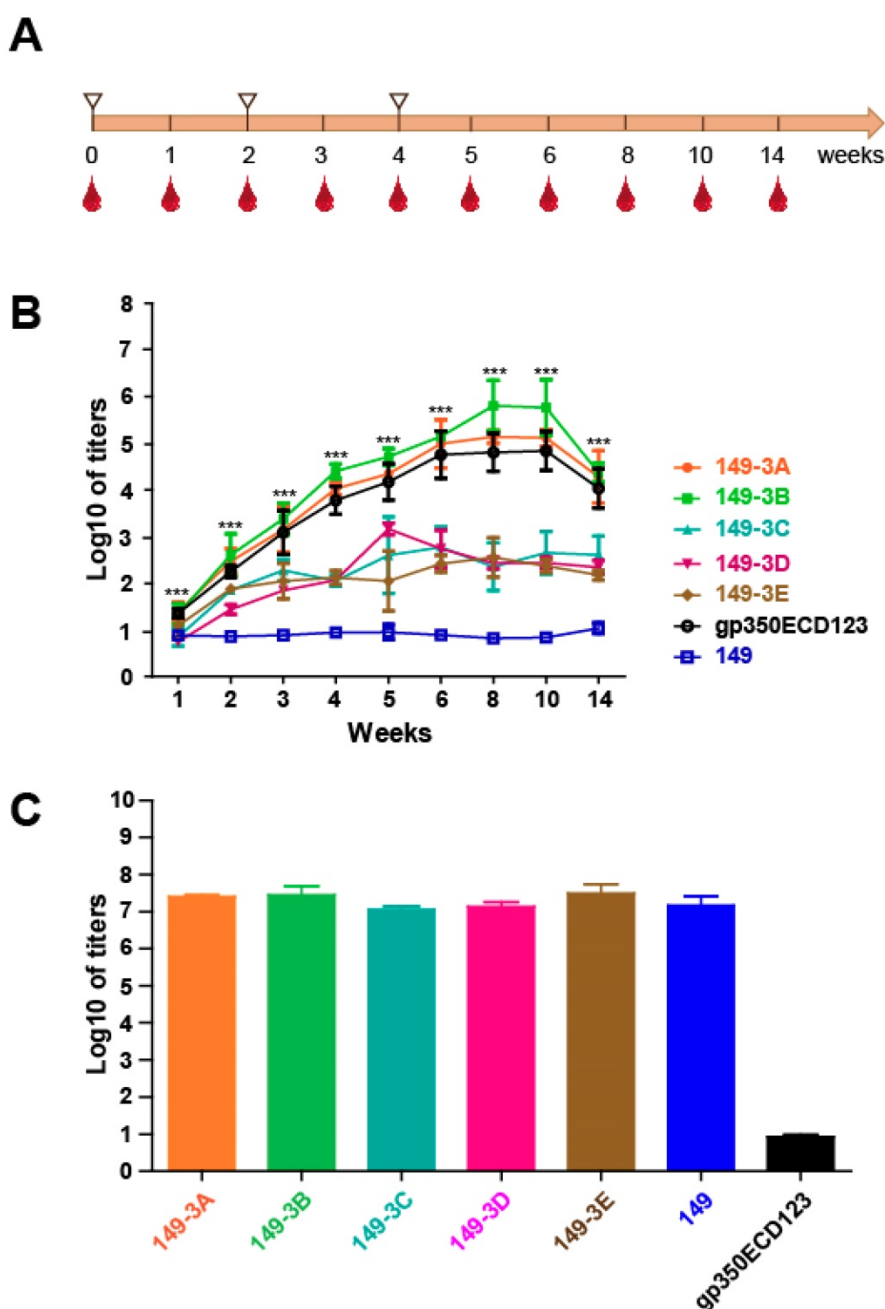 A
0 1 2 3 4 5 6 8 10 14 weeks
B
8
7
6
5
4
3
2
1
0
Log10 of titers
*** *** *** *** *** *** *** *** ***
1 2 3 4 5 6 8 10 14
Weeks
149-3A
149-3B
149-3C
149-3D
149-3E
gp350ECD123
149
C
10
9
8
7
6
5
4
3
2
1
0
Log10 of titers
149-3A 149-3B 149-3C 149-3D 149-3E 149 gp350ECD123